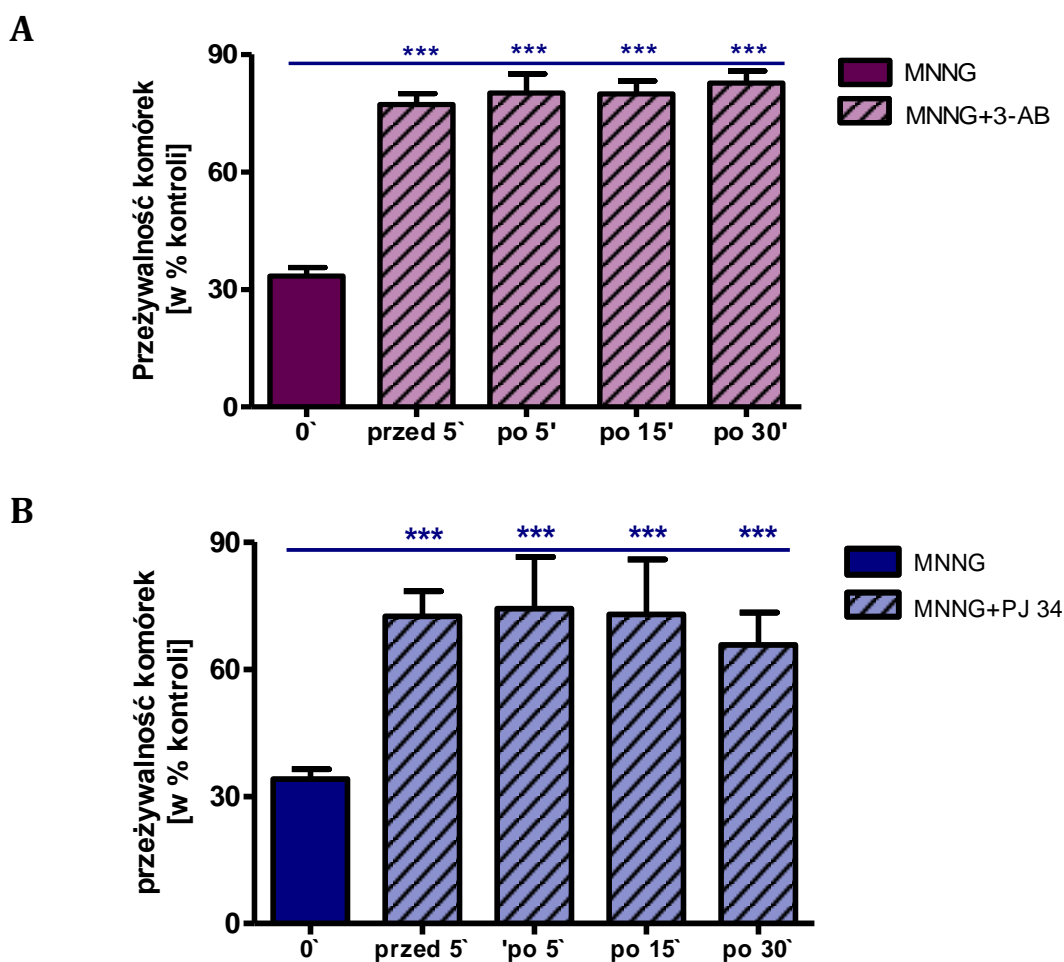 A
*** *** *** ***
90
60
30
0
Przeżywalność komórek
[w % kontroli]
0` przed 5` po 5' po 15' po 30'
MNNG
MNNG+3-AB
B
*** *** *** ***
90
60
30
0
przeżywalność komórek
[w % kontroli]
0` przed 5` 'po 5` po 15` po 30`
MNNG
MNNG+PJ 34